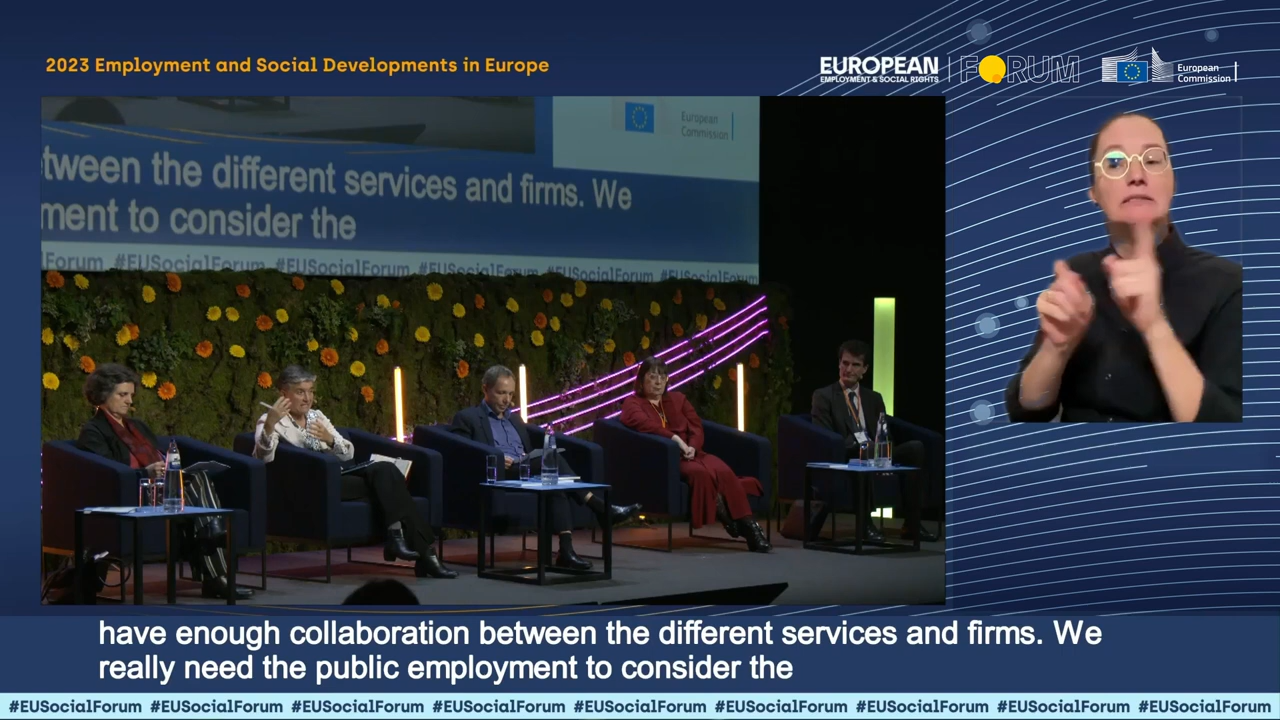 2023 Employment and Social Developments in Europe
EUROPEAN
EMPLOYMENT & SOCIAL RIGHTS
FORUM
European
Commission
European
Commission
tween the different services and firms. We
ment to consider the
Forum #EUSocialForum #EUSocialForum #EUSocialForum #EUSocialForum #EUSocialForum
have enough collaboration between the different services and firms. We
really need the public employment to consider the
#EUSocialForum #EUSocialForum #EUSocialForum #EUSocialForum #EUSocialForum #EUSocialForum #EUSocialForum #EUSocialForum #EUSocialForum